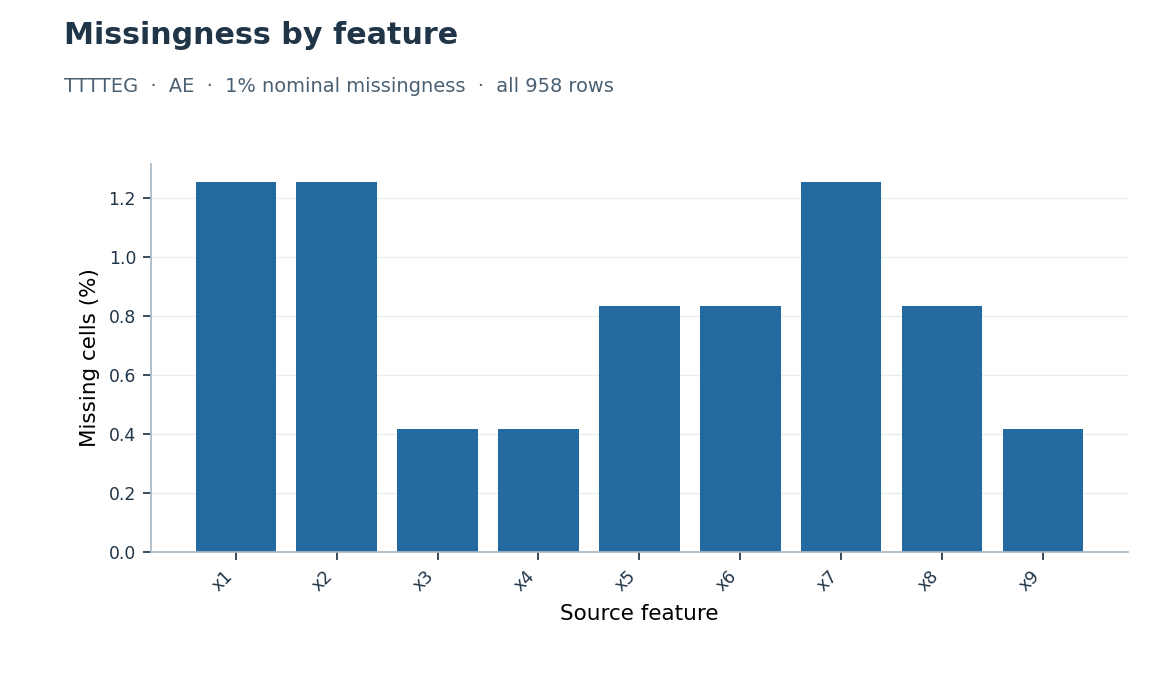 Missingness by feature
TTTTEG · AE · 1% nominal missingness · all 958 rows
Missing cells (%)
1.2
1.0
0.8
0.6
0.4
0.2
0.0
x1 x2 x3 x4 x5 x6 x7 x8 x9
Source feature